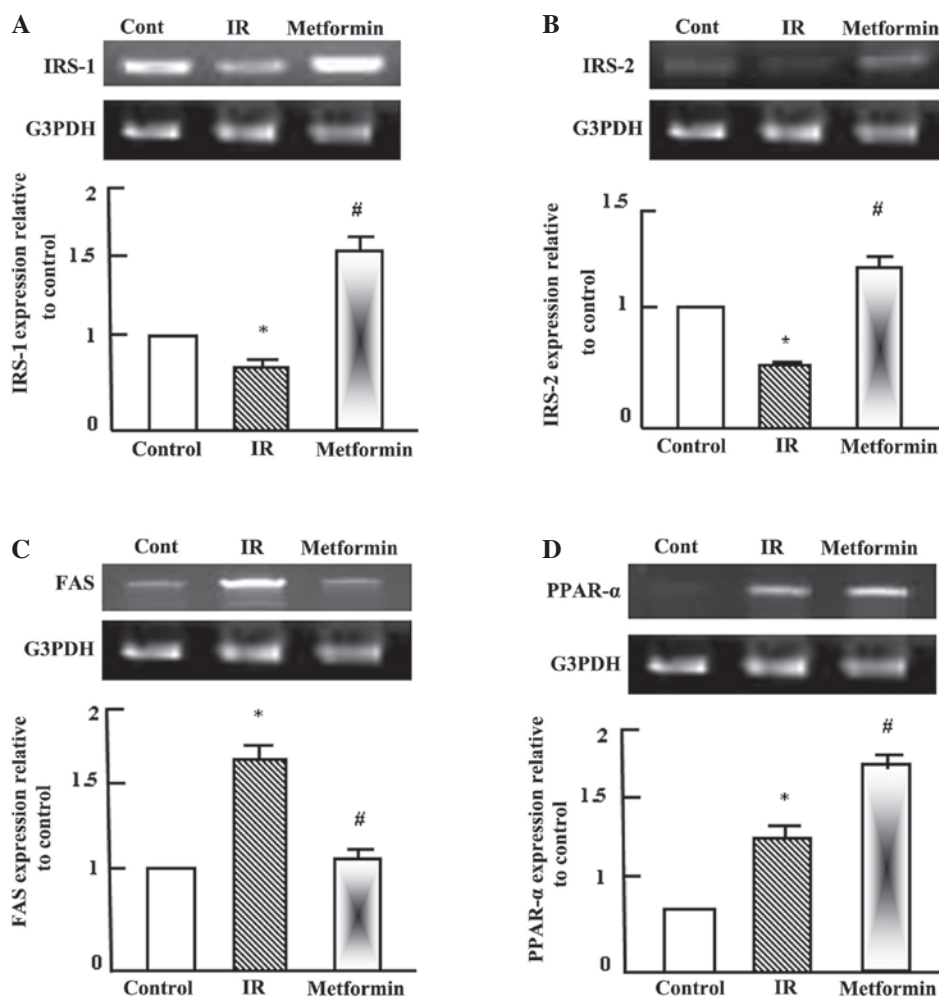 A
Cont IR Metformin
IRS-1
G3PDH
IRS-1 expression relative
to control
2
1.5
1
0
#
*
Control IR Metformin
B
Cont IR Metformin
IRS-2
G3PDH
IRS-2 expression relative
to control
1.5
1
0
#
*
Control IR Metformin
C
Cont IR Metformin
FAS
G3PDH
FAS expression relative
to control
2
1.5
1
0
*
#
Control IR Metformin
D
Cont IR Metformin
PPAR-α
G3PDH
PPAR-α expression relative
to control
2
1.5
1
0
#
*
Control IR Metformin